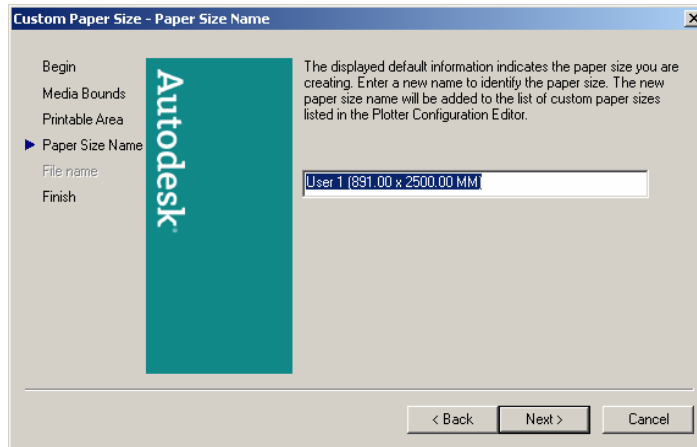 Custom Paper Size - Paper Size Name
Begin
Media Bounds
Printable Area
Paper Size Name
File name
Finish
Autodesk
The displayed default information indicates the paper size you are
creating. Enter a new name to identify the paper size. The new
paper size name will be added to the list of custom paper sizes
listed in the Plotter Configuration Editor.
User 1 (891.00 x 2500.00 MM)
< Back
Next >
Cancel